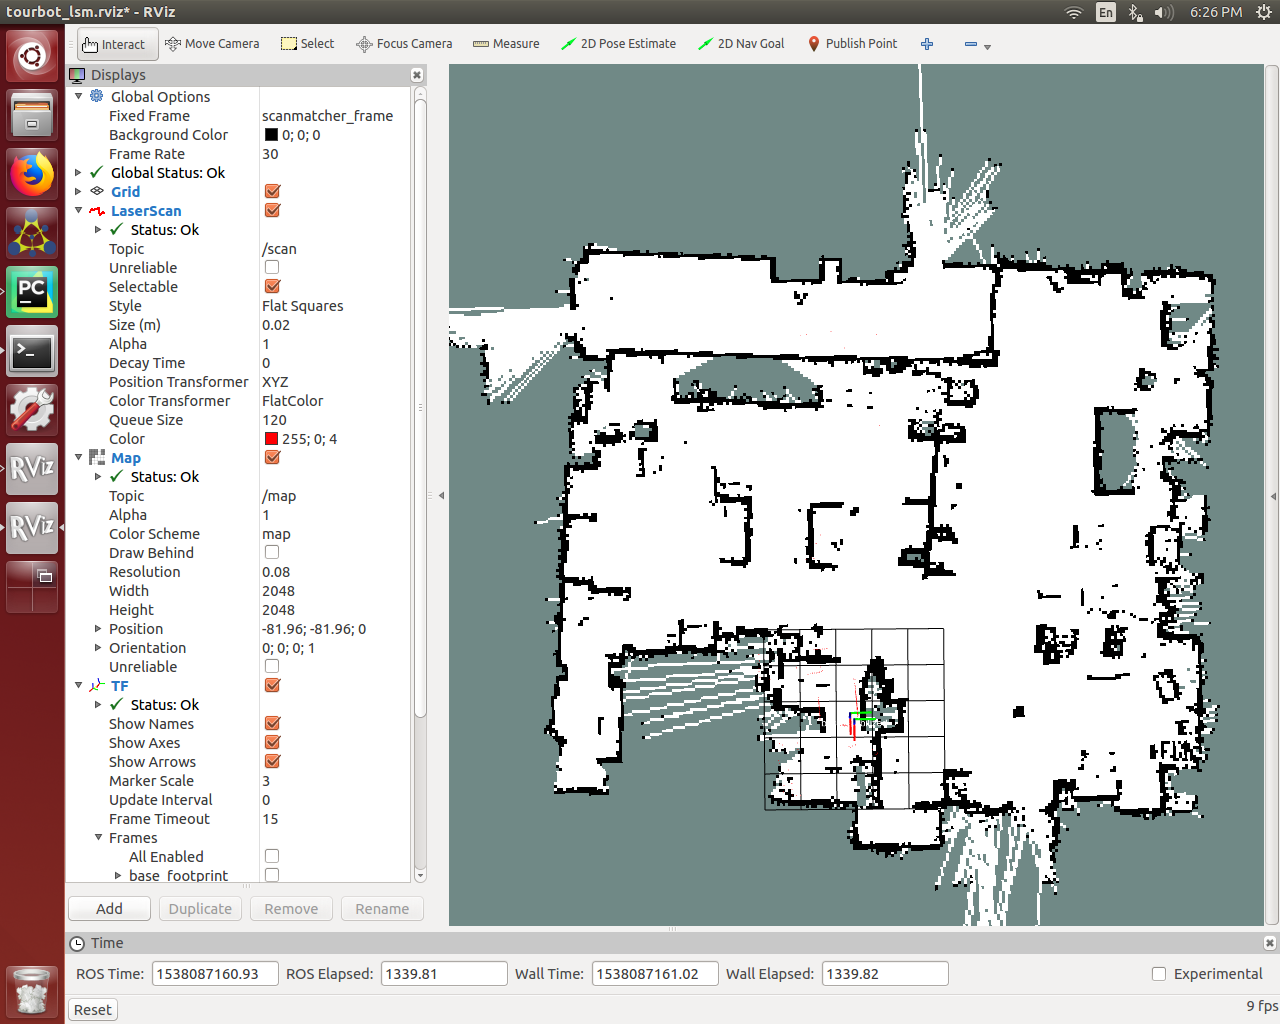 tourbot_lsm.rviz* - RViz
En
6:26 PM
Interact
Move Camera
Select
Focus Camera
Measure
2D Pose Estimate
2D Nav Goal
Publish Point
Displays
Global Options
Fixed Frame scanmatcher_frame
Background Color 0; 0; 0
Frame Rate 30
Global Status: Ok
Grid
LaserScan
Status: Ok
Topic /scan
Unreliable
Selectable
Style Flat Squares
Size (m) 0.02
Alpha 1
Decay Time 0
Position Transformer XYZ
Color Transformer FlatColor
Queue Size 120
Color 255; 0; 4
Map
Status: Ok
Topic /map
Alpha 1
Color Scheme map
Draw Behind
Resolution 0.08
Width 2048
Height 2048
Position -81.96; -81.96; 0
Orientation 0; 0; 0; 1
Unreliable
TF
Status: Ok
Show Names
Show Axes
Show Arrows
Marker Scale 3
Update Interval 0
Frame Timeout 15
Frames
All Enabled
base_footprint
Add
Duplicate
Remove
Rename
Time
ROS Time: 1538087160.93
ROS Elapsed: 1339.81
Wall Time: 1538087161.02
Wall Elapsed: 1339.82
Experimental
Reset
9 fps
PC
RViz
RViz